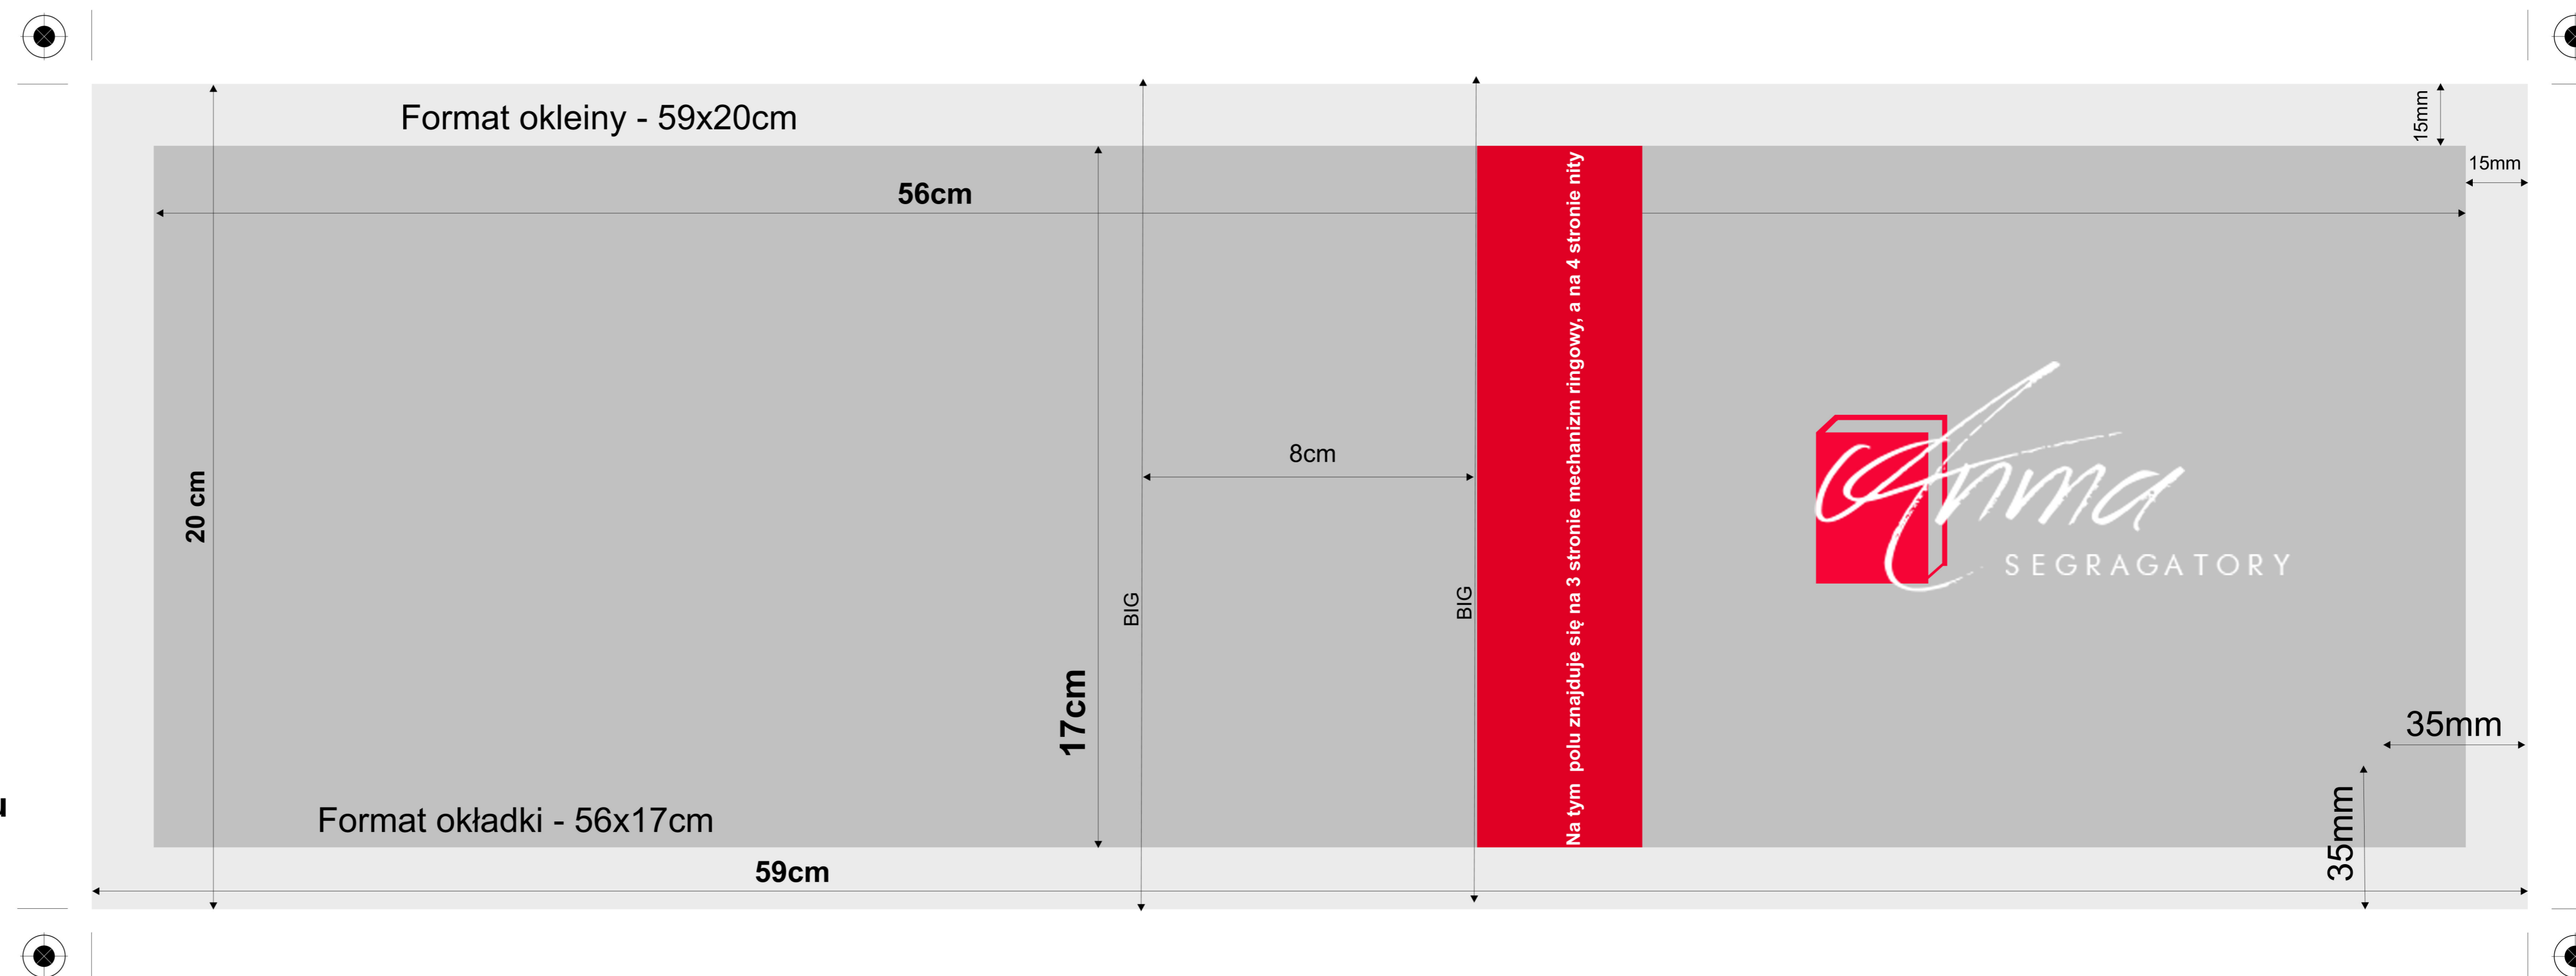 Format okleiny - 59x20cm
15mm
15mm
56cm
8cm
20 cm
BIG
BIG
17cm
Na tym polu znajduje się na 3 stronie mechanizm ringowy, a na 4 stronie nity
Anma
SEGRAGATORY
35mm
35mm
Format okładki - 56x17cm
59cm